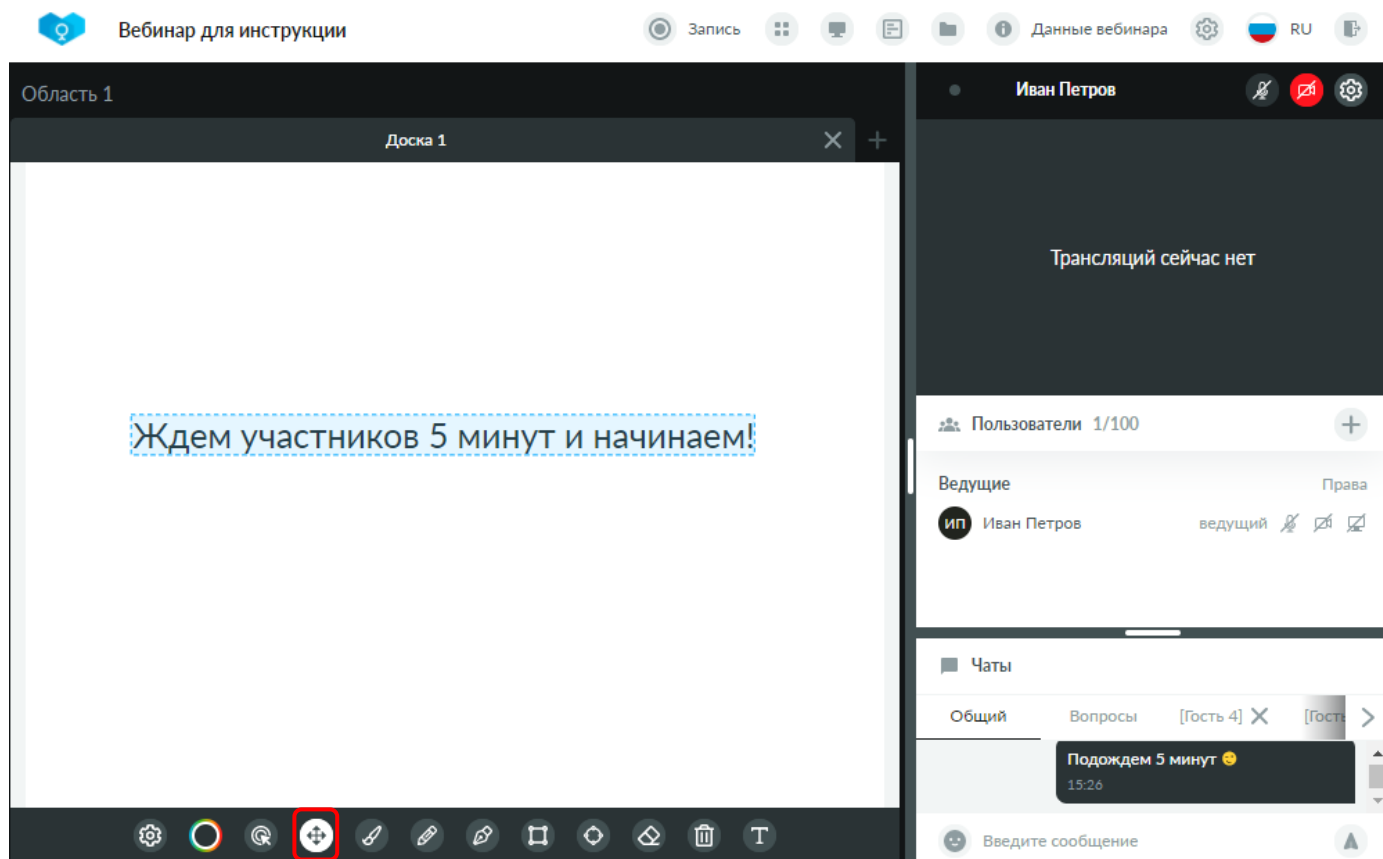 Вебинар для инструкции
Запись
Данные вебинара
RU
Область 1
Доска 1
Ждем участников 5 минут и начинаем!
T
Иван Петров
Трансляций сейчас нет
Пользователи 1/100
Ведущие Права
ИП Иван Петров ведущий
Чаты
Общий Вопросы [Гость 4] [Гость
Подождем 5 минут
15:26
Введите сообщение